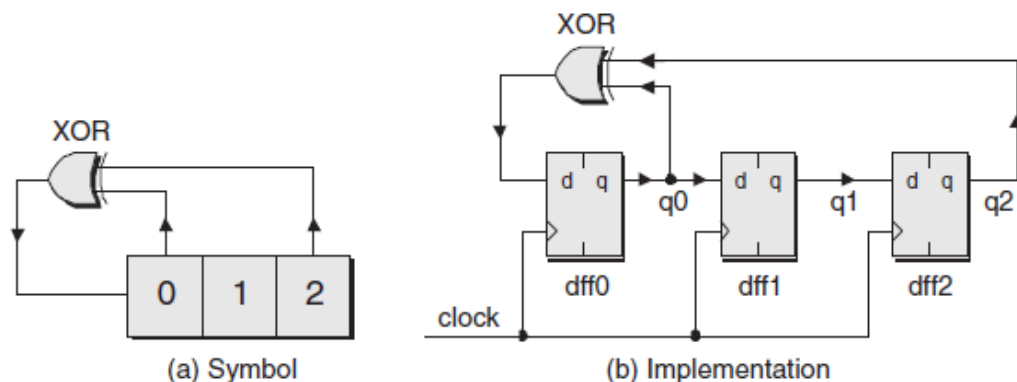 XOR
0 1 2
(a) Symbol
XOR
d q d q d q
q0 q1 q2
dff0 dff1 dff2
clock
(b) Implementation